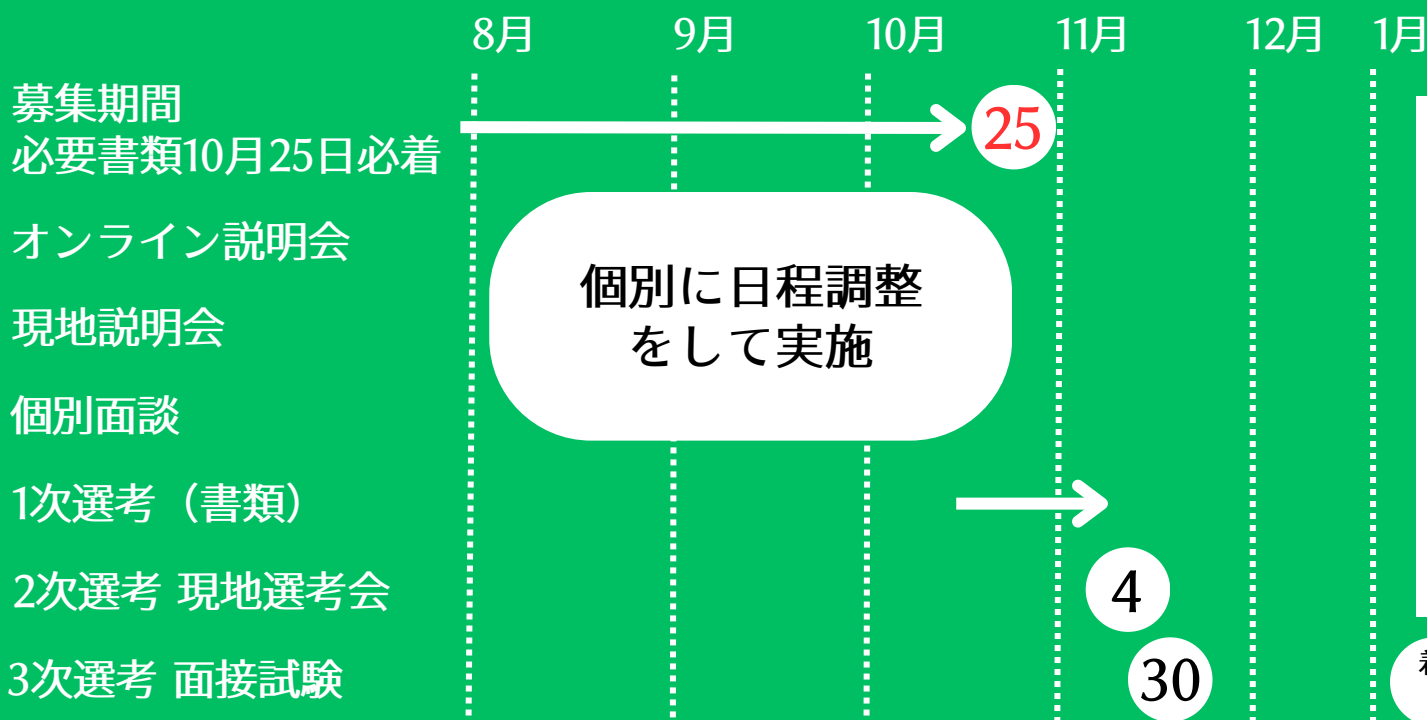 8月 9月 10月 11月 12月 1月
募集期間
必要書類10月25日必着
25
オンライン説明会
現地説明会
個別に日程調整
をして実施
個別面談
1次選考（書類）
2次選考 現地選考会
4
3次選考 面接試験
30